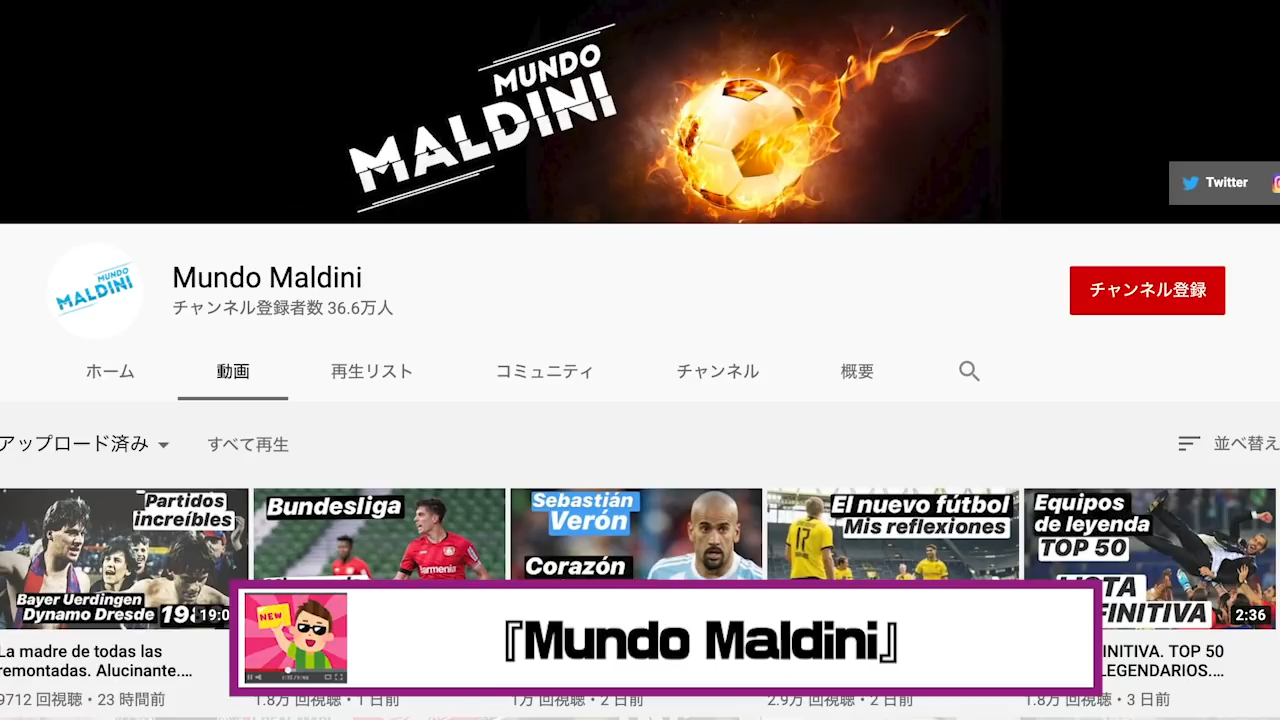 MUNDO
MALDINI
Twitter
MUNDO
MALDINI
Mundo Maldini
チャンネル登録者数 36.6万人
チャンネル登録
ホーム
動画
再生リスト
コミュニティ
チャンネル
概要
アップロード済み
すべて再生
並べ替え
Partidos
increíbles
Bayer Uerdingen
Dynamo Dresde
19:0
Bundesliga
Sebastián
Verón
Corazón
El nuevo fútbol
Mis reflexiones
17
Equipos
de leyenda
TOP 50
2:36
La madre de todas las
remontadas. Alucinante....
9712 回視聴・23 時間前
1.8万 回視聴・1 日前
1万 回視聴・2 日前
2.9万 回視聴・2 日前
INITIVA. TOP 50
LEGENDARIOS....
1.8万 回視聴・3 日前
NEW
『Mundo Maldini』